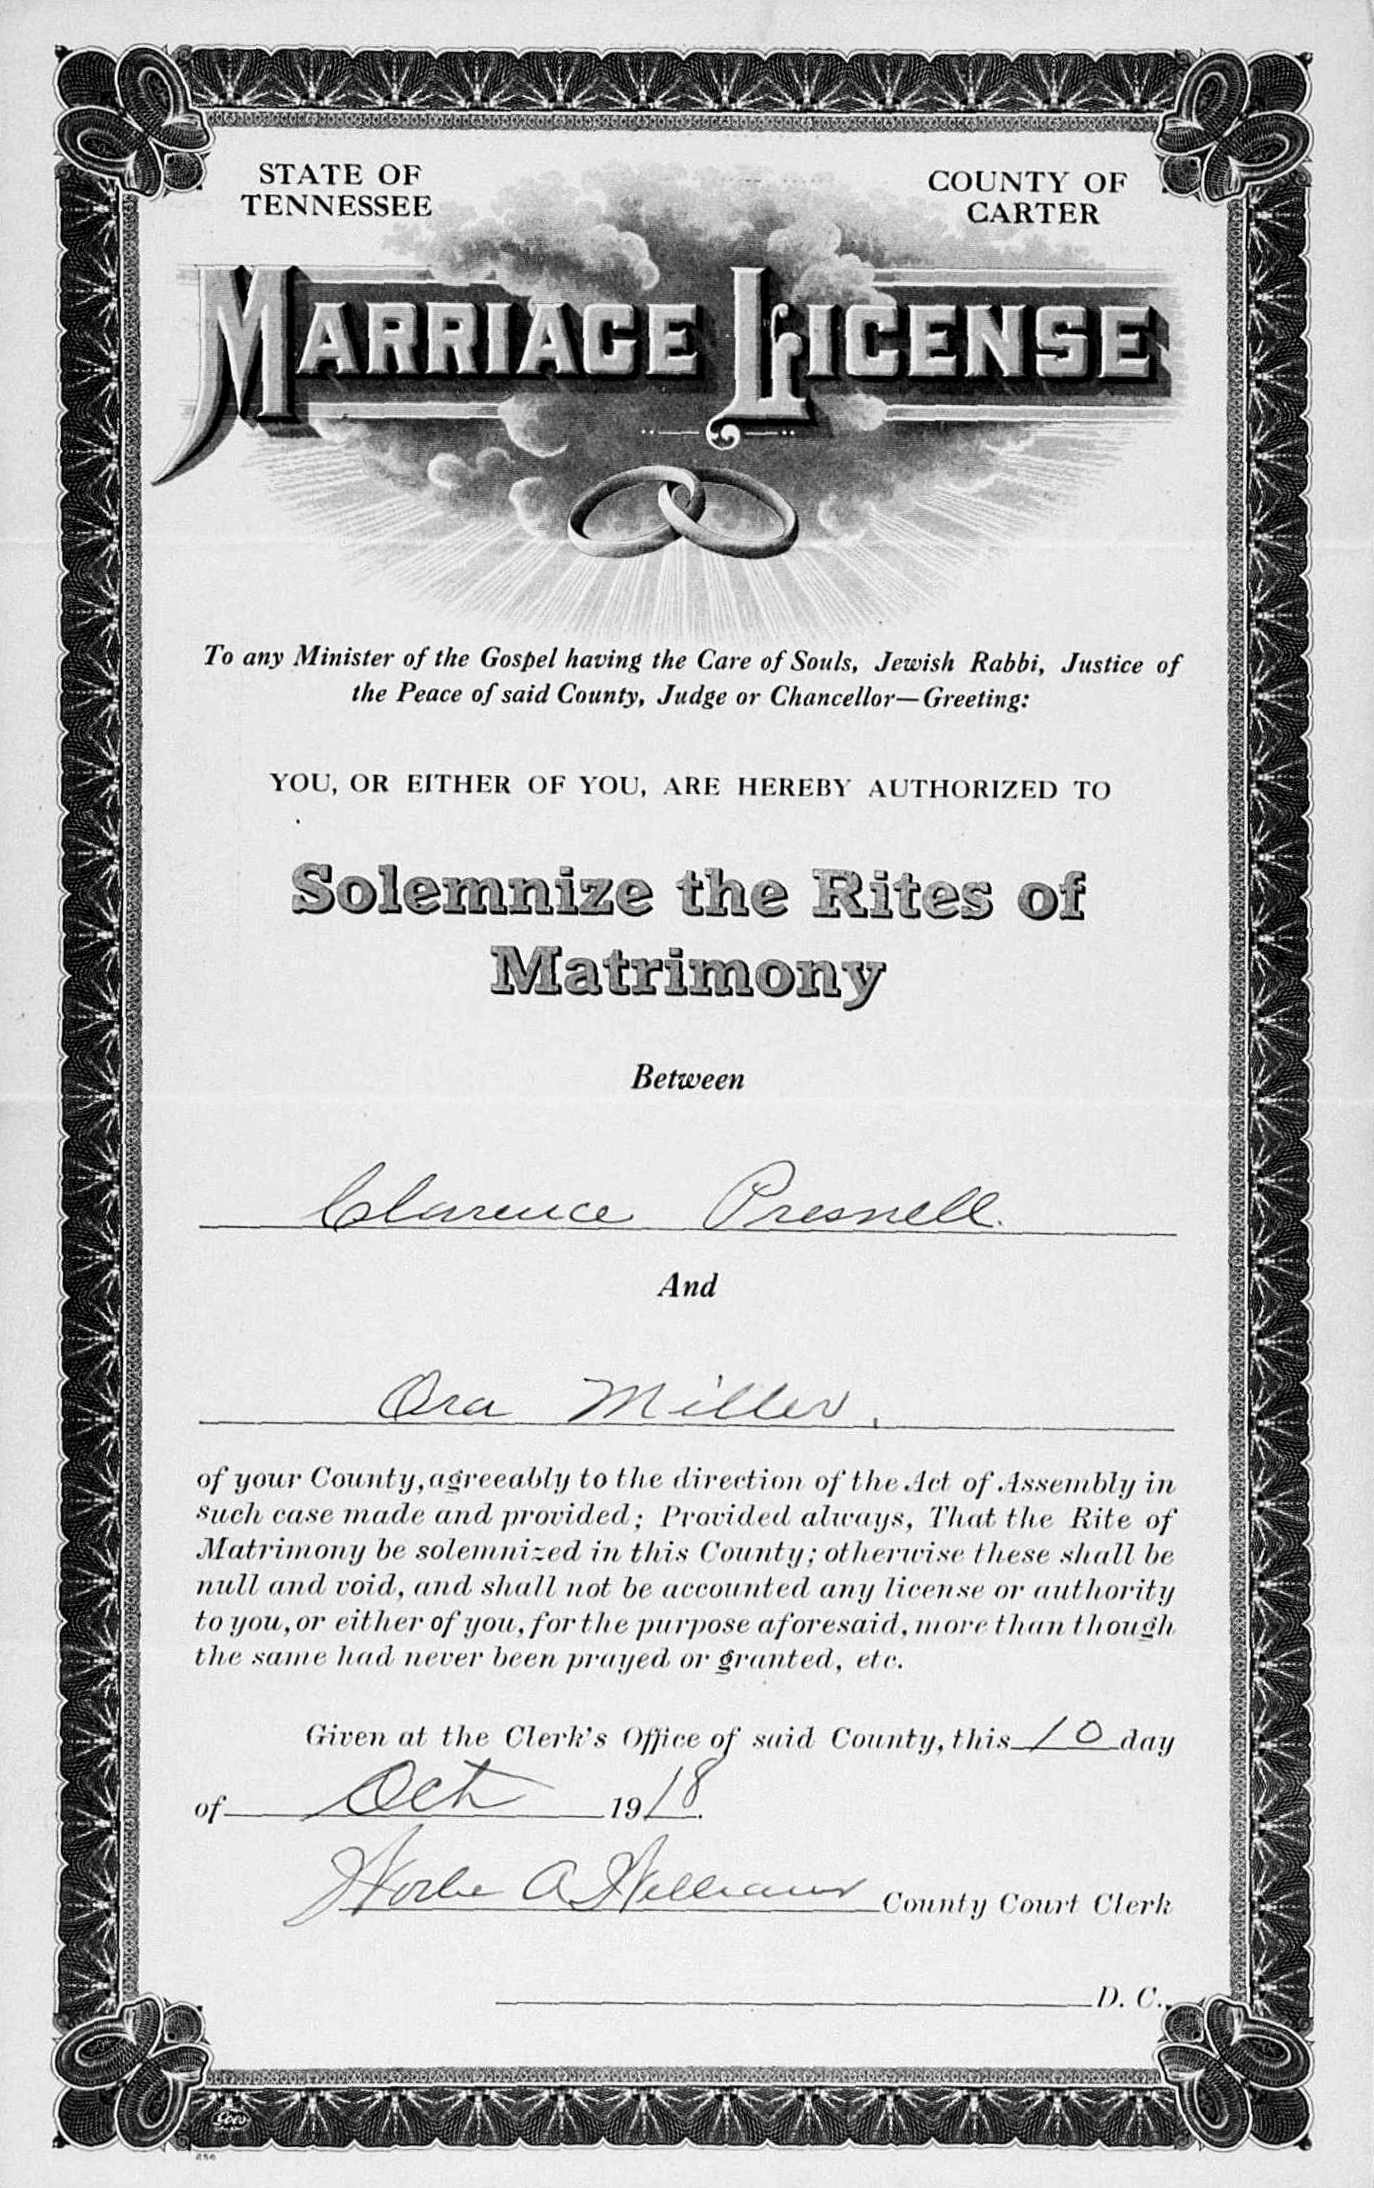 STATE OF
TENNESSEE
COUNTY OF
CARTER
MARRIAGE LICENSE
To any Minister of the Gospel having the Care of Souls, Jewish Rabbi, Justice of
the Peace of said County, Judge or Chancellor—Greeting:
YOU, OR EITHER OF YOU, ARE HEREBY AUTHORIZED TO
Solemnize the Rites of
Matrimony
Between
Clarence Presnell.
And
Ora Miller.
of your County, agreeably to the direction of the Act of Assembly in
such case made and provided; Provided always, That the Rite of
Matrimony be solemnized in this County; otherwise these shall be
null and void, and shall not be accounted any license or authority
to you, or either of you, for the purpose aforesaid, more than though
the same had never been prayed or granted, etc.
Given at the Clerk's Office of said County, this 10 day
of Oct 1918.
A Williams County Court Clerk
D. C.
Goes